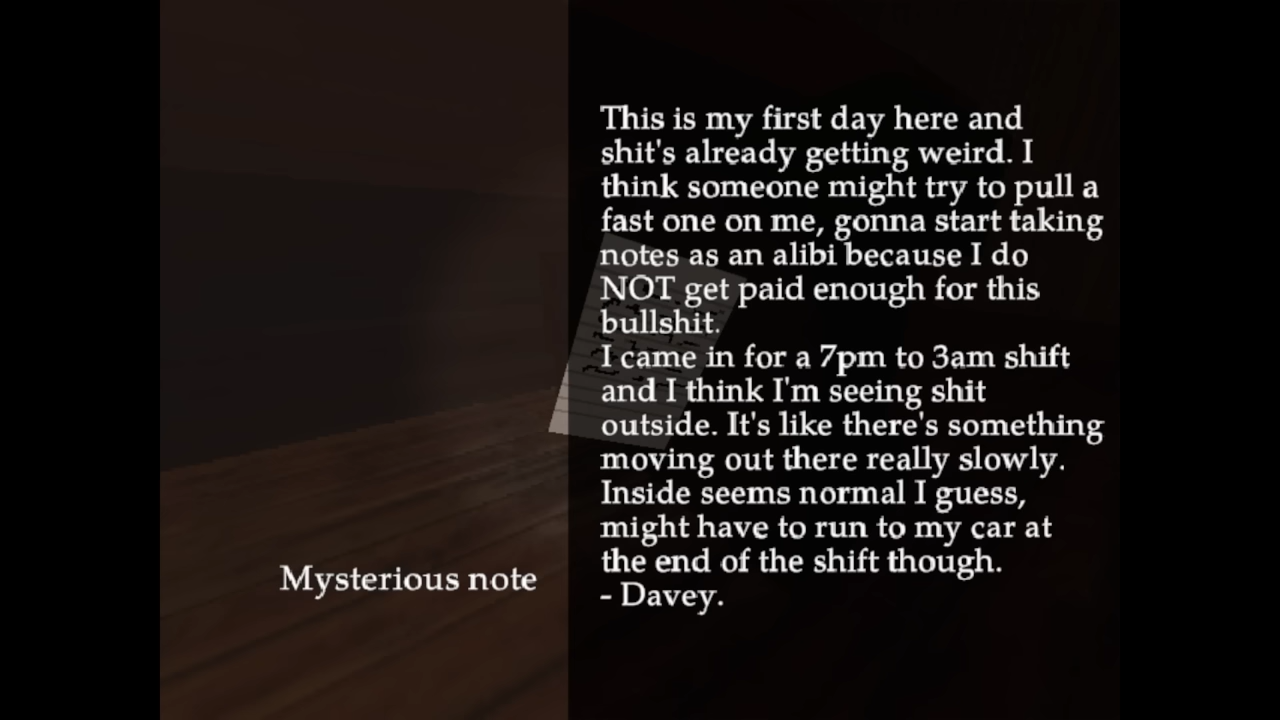 This is my first day here and
shit's already getting weird. I
think someone might try to pull a
fast one on me, gonna start taking
notes as an alibi because I do
NOT get paid enough for this
bullshit.
I came in for a 7pm to 3am shift
and I think I'm seeing shit
outside. It's like there's something
moving out there really slowly.
Inside seems normal I guess,
might have to run to my car at
the end of the shift though.
- Davey.
Mysterious note